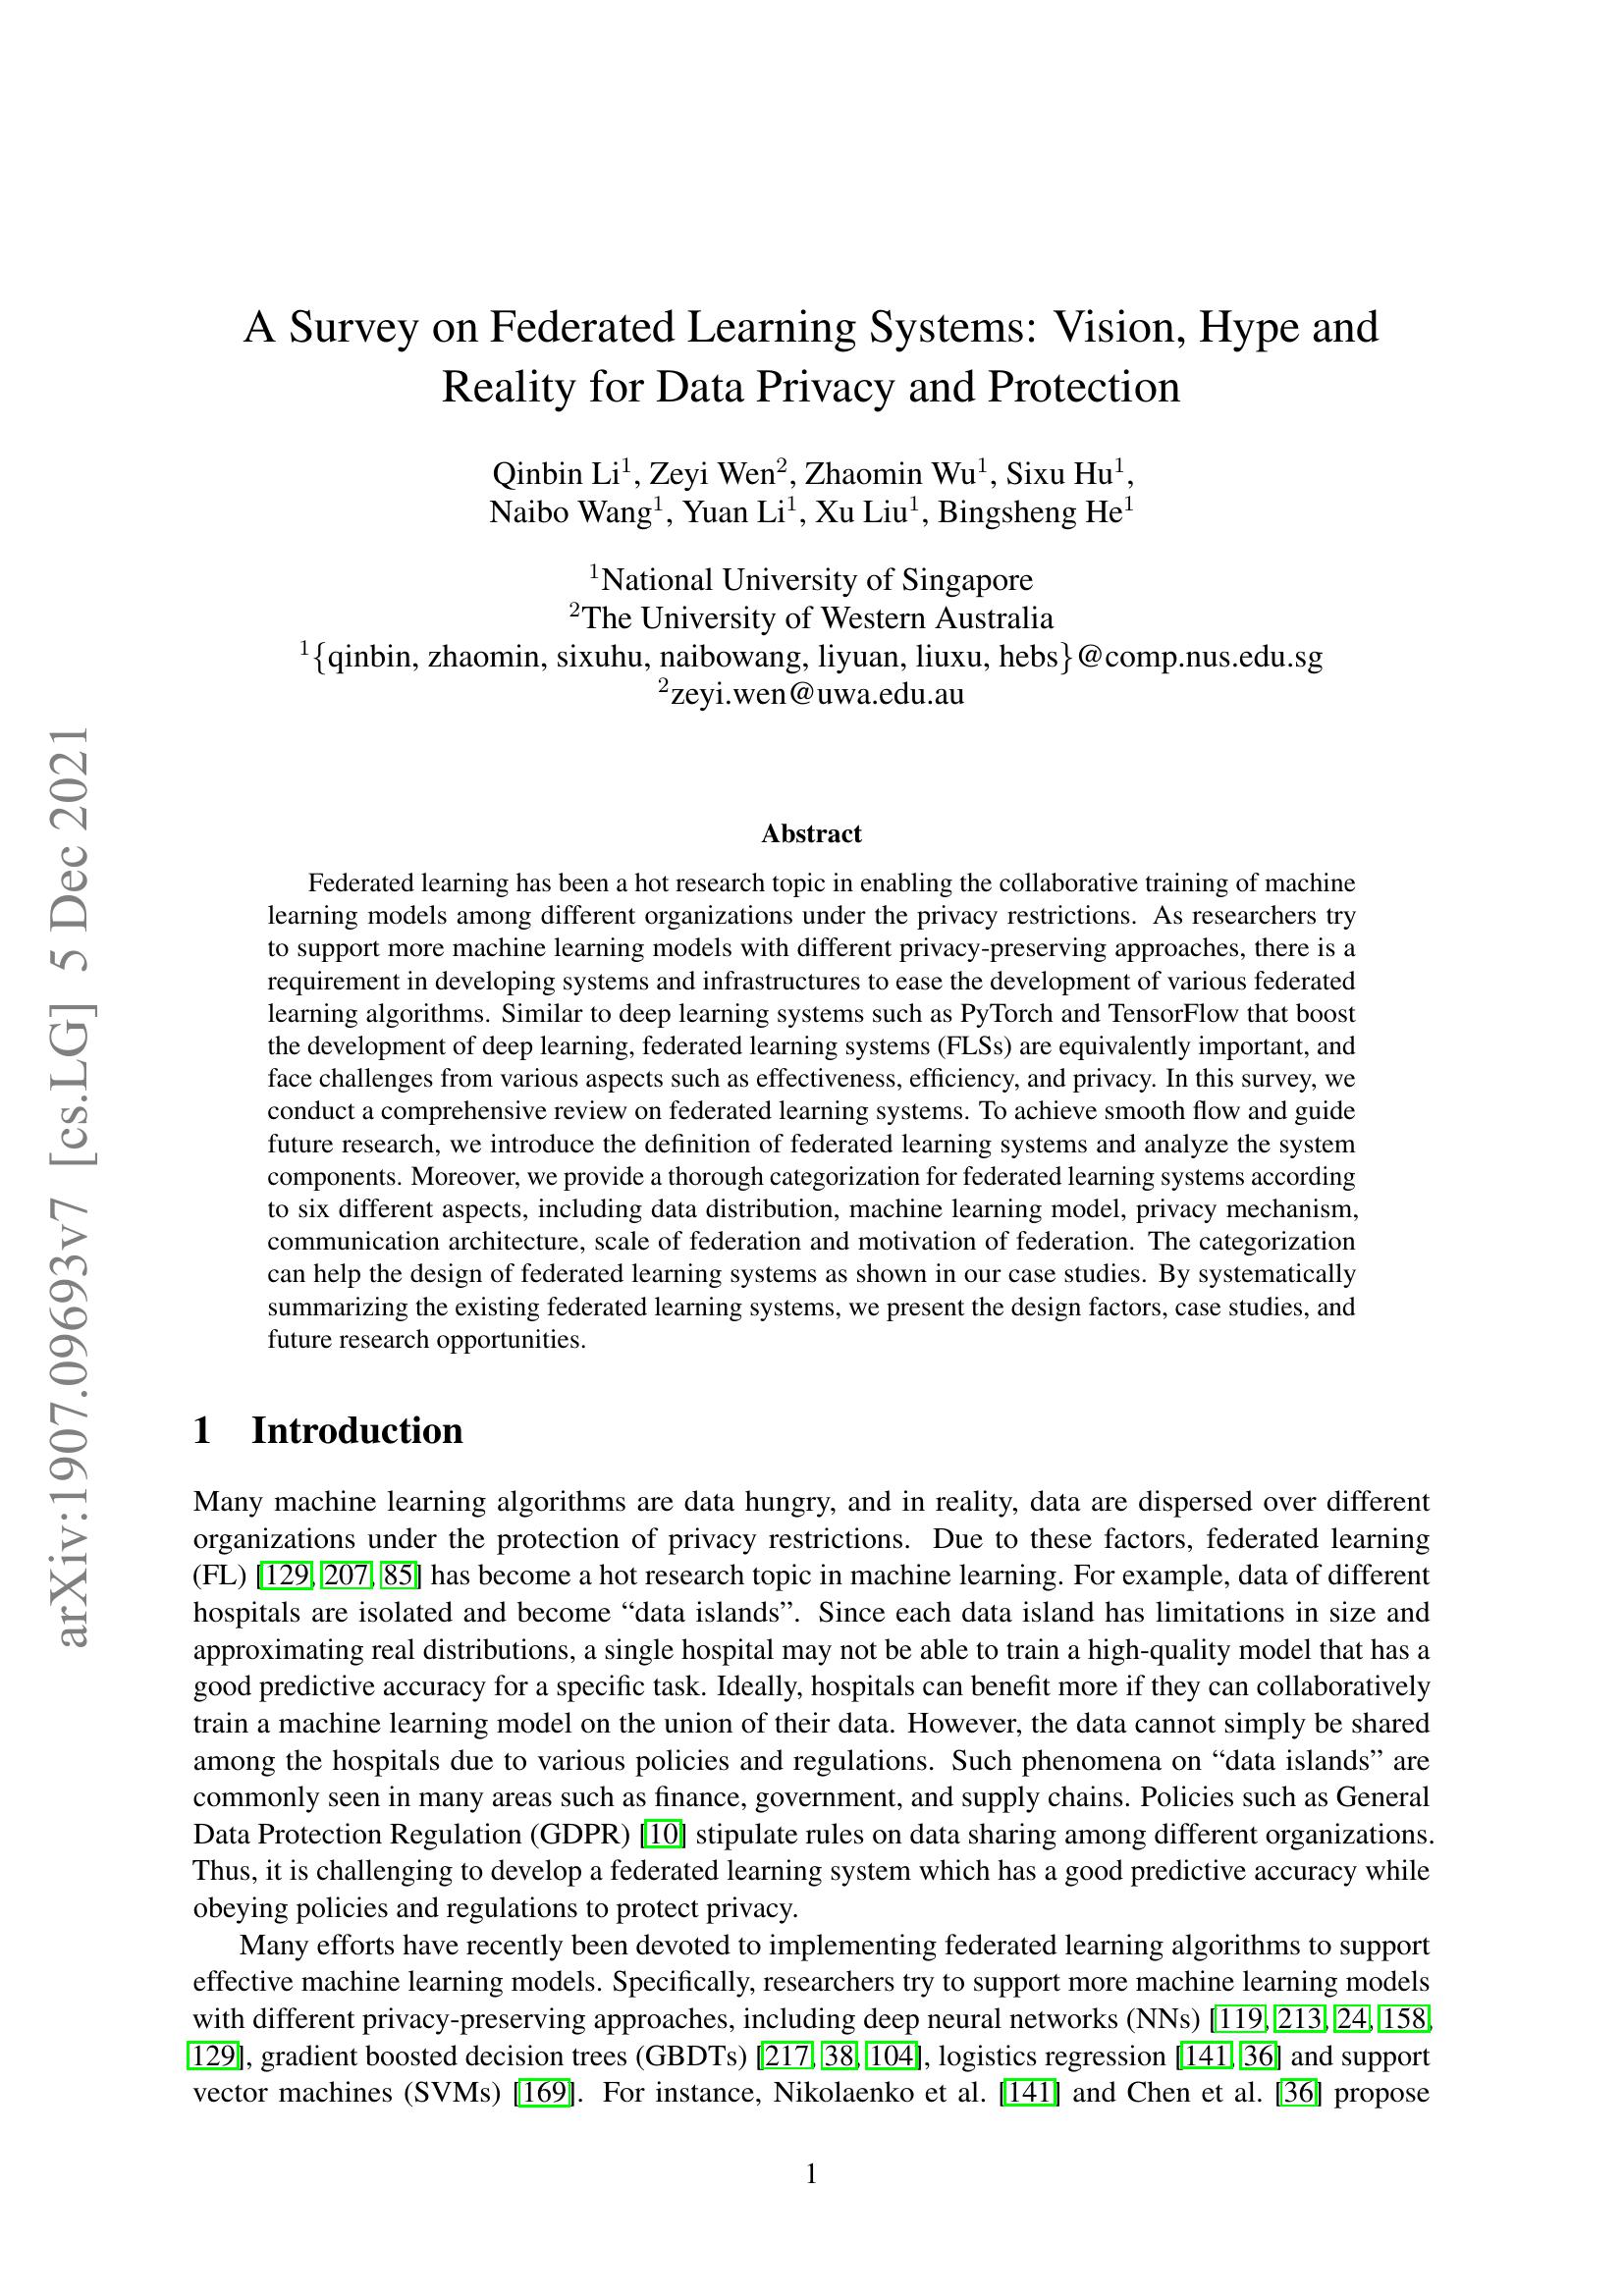 A Survey on Federated Learning Systems: Vision, Hype and
Reality for Data Privacy and Protection
Qinbin Li1, Zeyi Wen2, Zhaomin Wu1, Sixu Hu1,
Naibo Wang1, Yuan Li1, Xu Liu1, Bingsheng He1
1National University of Singapore
2The University of Western Australia
1{qinbin, zhaomin, sixuhu, naibowang, liyuan, liuxu, hebs}@comp.nus.edu.sg
2zeyi.wen@uwa.edu.au
arXiv:1907.09693v7 [cs.LG] 5 Dec 2021
Abstract
Federated learning has been a hot research topic in enabling the collaborative training of machine
learning models among different organizations under the privacy restrictions. As researchers try
to support more machine learning models with different privacy-preserving approaches, there is a
requirement in developing systems and infrastructures to ease the development of various federated
learning algorithms. Similar to deep learning systems such as PyTorch and TensorFlow that boost
the development of deep learning, federated learning systems (FLSs) are equivalently important, and
face challenges from various aspects such as effectiveness, efficiency, and privacy. In this survey, we
conduct a comprehensive review on federated learning systems. To achieve smooth flow and guide
future research, we introduce the definition of federated learning systems and analyze the system
components. Moreover, we provide a thorough categorization for federated learning systems according
to six different aspects, including data distribution, machine learning model, privacy mechanism,
communication architecture, scale of federation and motivation of federation. The categorization
can help the design of federated learning systems as shown in our case studies. By systematically
summarizing the existing federated learning systems, we present the design factors, case studies, and
future research opportunities.
1 Introduction
Many machine learning algorithms are data hungry, and in reality, data are dispersed over different
organizations under the protection of privacy restrictions. Due to these factors, federated learning
(FL) [129, 207, 85] has become a hot research topic in machine learning. For example, data of different
hospitals are isolated and become “data islands”. Since each data island has limitations in size and
approximating real distributions, a single hospital may not be able to train a high-quality model that has a
good predictive accuracy for a specific task. Ideally, hospitals can benefit more if they can collaboratively
train a machine learning model on the union of their data. However, the data cannot simply be shared
among the hospitals due to various policies and regulations. Such phenomena on “data islands” are
commonly seen in many areas such as finance, government, and supply chains. Policies such as General
Data Protection Regulation (GDPR) [10] stipulate rules on data sharing among different organizations.
Thus, it is challenging to develop a federated learning system which has a good predictive accuracy while
obeying policies and regulations to protect privacy.
Many efforts have recently been devoted to implementing federated learning algorithms to support
effective machine learning models. Specifically, researchers try to support more machine learning models
with different privacy-preserving approaches, including deep neural networks (NNs) [119, 213, 24, 158,
129], gradient boosted decision trees (GBDTs) [217, 38, 104], logistics regression [141, 36] and support
vector machines (SVMs) [169]. For instance, Nikolaenko et al. [141] and Chen et al. [36] propose
1